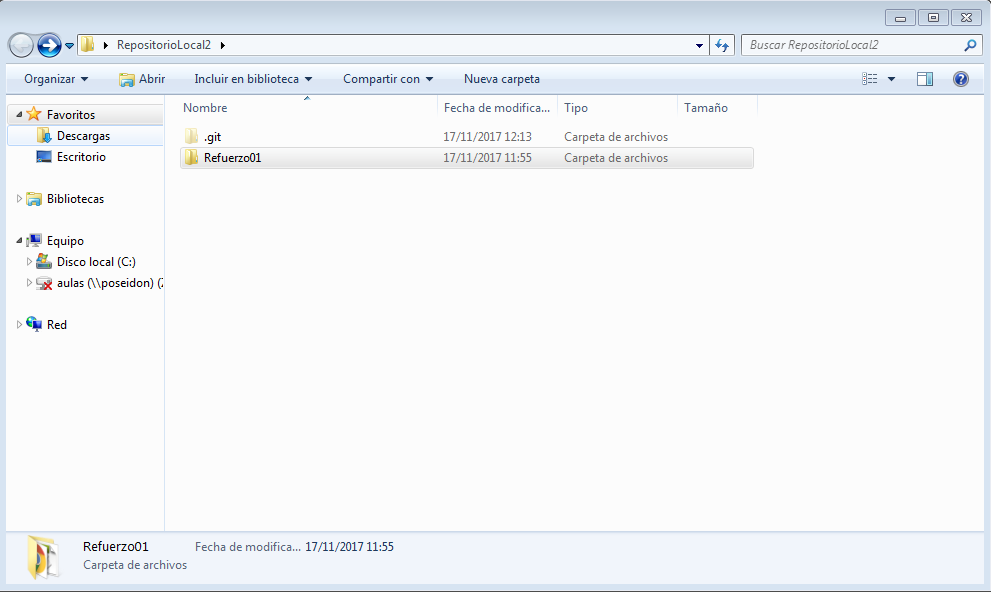 RepositorioLocal2
Buscar RepositorioLocal2
Organizar Abrir Incluir en biblioteca Compartir con Nueva carpeta
Nombre Fecha de modifica... Tipo Tamaño
Favoritos
Descargas
Escritorio
Bibliotecas
Equipo
Disco local (C:)
aulas (\\poseidon) (
Red
.git 17/11/2017 12:13 Carpeta de archivos
Refuerzo01 17/11/2017 11:55 Carpeta de archivos
Refuerzo01 Fecha de modifica... 17/11/2017 11:55
Carpeta de archivos